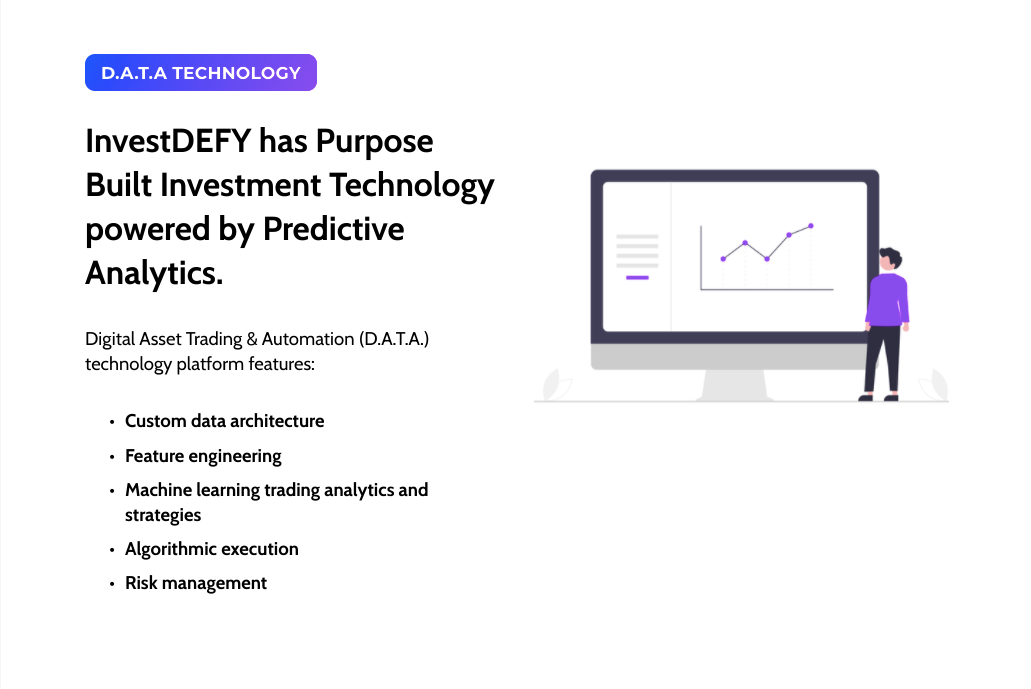 D.A.T.A TECHNOLOGY
InvestDEFY has Purpose
Built Investment Technology
powered by Predictive
Analytics.
Digital Asset Trading & Automation (D.A.T.A.)
technology platform features:
• Custom data architecture
• Feature engineering
• Machine learning trading analytics and
strategies
• Algorithmic execution
• Risk management